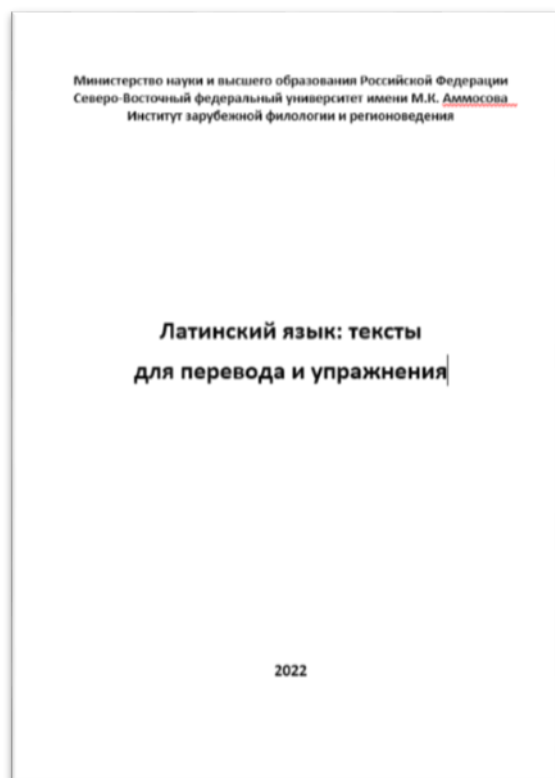 Министерство науки и высшего образования Российской Федерации
Северо-Восточный федеральный университет имени М.К. Аммосова
Институт зарубежной филологии и регионоведения
Латинский язык: тексты
для перевода и упражнения
2022